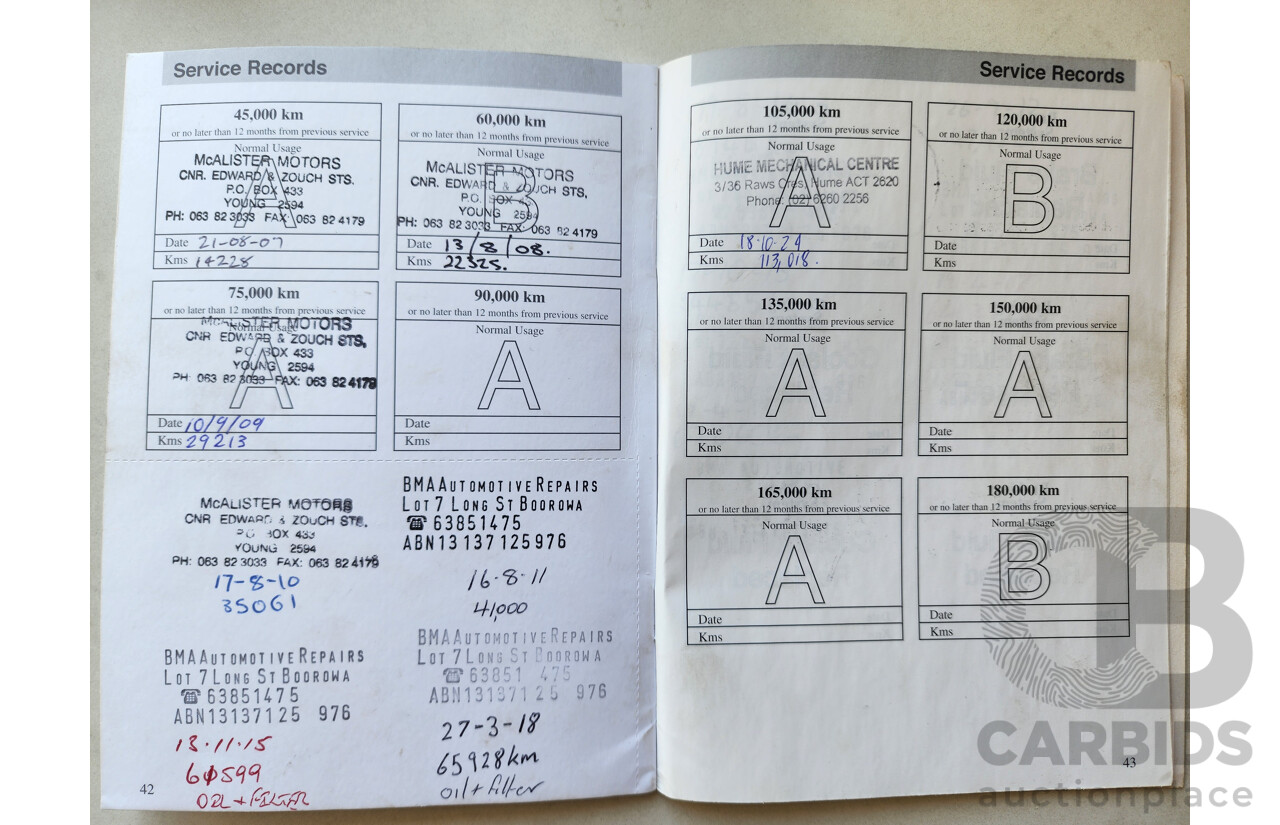 Service Records
45,000 km
or no later than 12 months from previous service
Normal Usage
A
McALISTER MOTORS
CNR. EDWARD & ZOUCH STS.
P.O. BOX 433
YOUNG 2594
PH: 063 82 3033 FAX: 063 82 4179
Date 21-08-07
Kms 14228
60,000 km
or no later than 12 months from previous service
Normal Usage
B
McALISTER MOTORS
CNR. EDWARD & ZOUCH STS,
P.O. BOX 433
YOUNG 2594
PH: 063 82 3033 FAX: 063 82 4179
Date 13/8/08.
Kms 22325.
75,000 km
or no later than 12 months from previous service
Normal Usage
A
McALISTER MOTORS
CNR EDWARD & ZOUCH STS,
PO BOX 433
YOUNG 2594
PH: 063 82 3033 FAX: 063 82 4179
Date 10/9/09
Kms 29213
90,000 km
or no later than 12 months from previous service
Normal Usage
A
Date
Kms
McALISTER MOTORS
CNR EDWARD & ZOUCH STS.
PO BOX 433
YOUNG 2594
PH: 063 82 3033 FAX: 063 82 4179
17-8-10
35061
BMA AUTOMOTIVE REPAIRS
LOT 7 LONG ST BOOROWA
☎ 63851475
ABN 13 137 125 976
16.8.11
41,000
BMA AUTOMOTIVE REPAIRS
LOT 7 LONG ST BOOROWA
☎ 63851475
ABN 13137125 976
13.11.15
60599
OIL + FILTER
BMA AUTOMOTIVE REPAIRS
LOT 7 LONG ST BOOROWA
☎ 63851 475
ABN 13137125 976
27-3-18
65928km
oil + filter
42
Service Records
105,000 km
or no later than 12 months from previous service
Normal Usage
A
HUME MECHANICAL CENTRE
3/36 Raws Cres, Hume ACT 2620
Phone: (02) 6260 2256
Date 18.10.24
Kms 113,018.
120,000 km
or no later than 12 months from previous service
Normal Usage
B
Date
Kms
135,000 km
or no later than 12 months from previous service
Normal Usage
A
Date
Kms
150,000 km
or no later than 12 months from previous service
Normal Usage
A
Date
Kms
165,000 km
or no later than 12 months from previous service
Normal Usage
A
Date
Kms
180,000 km
or no later than 12 months from previous service
Normal Usage
B
Date
Kms
43
CB
CARBIDS
auctionplace